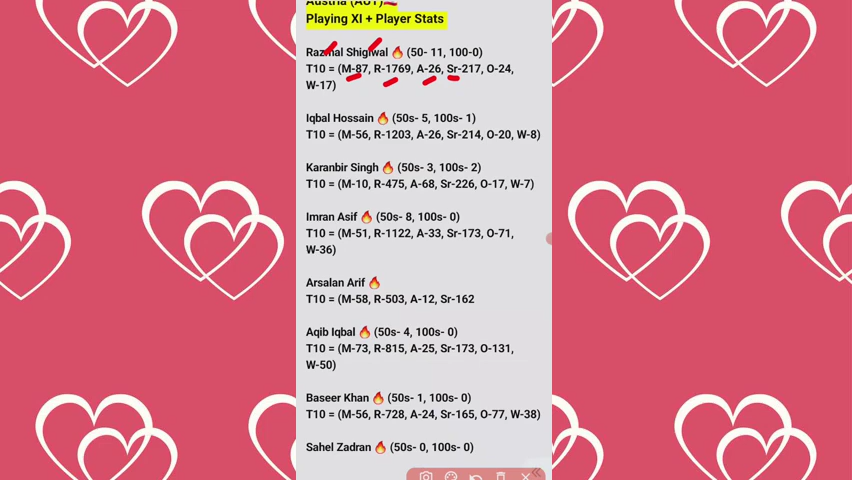 Austria (AUT)
Playing XI + Player Stats
Razmal Shigiwal 🔥 (50- 11, 100-0)
T10 = (M-87, R-1769, A-26, Sr-217, O-24,
W-17)
Iqbal Hossain 🔥 (50s- 5, 100s- 1)
T10 = (M-56, R-1203, A-26, Sr-214, O-20, W-8)
Karanbir Singh 🔥 (50s- 3, 100s- 2)
T10 = (M-10, R-475, A-68, Sr-226, O-17, W-7)
Imran Asif 🔥 (50s- 8, 100s- 0)
T10 = (M-51, R-1122, A-33, Sr-173, O-71,
W-36)
Arsalan Arif 🔥
T10 = (M-58, R-503, A-12, Sr-162
Aqib Iqbal 🔥 (50s- 4, 100s- 0)
T10 = (M-73, R-815, A-25, Sr-173, O-131,
W-50)
Baseer Khan 🔥 (50s- 1, 100s- 0)
T10 = (M-56, R-728, A-24, Sr-165, O-77, W-38)
Sahel Zadran 🔥 (50s- 0, 100s- 0)